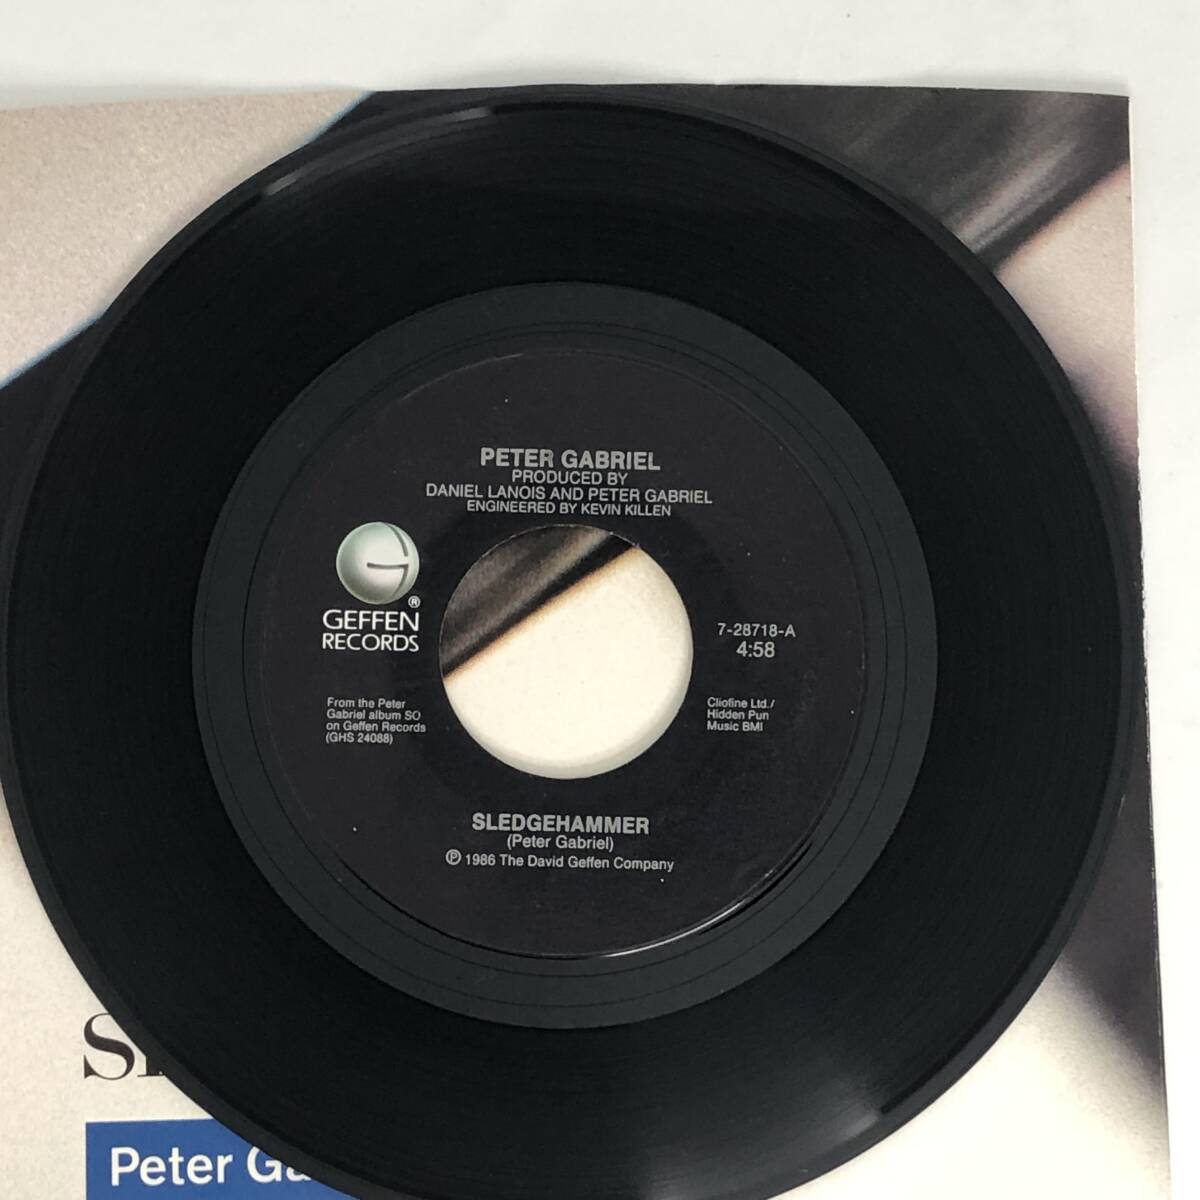 PETER GABRIEL
PRODUCED BY
DANIEL LANOIS AND PETER GABRIEL
ENGINEERED BY KEVIN KILLEN
G
®
GEFFEN
RECORDS
7-28718-A
4:58
From the Peter
Gabriel album SO
on Geffen Records
(GHS 24088)
Cliofine Ltd./
Hidden Pun
Music BMI
SLEDGEHAMMER
(Peter Gabriel)
℗ 1986 The David Geffen Company
Peter Ga